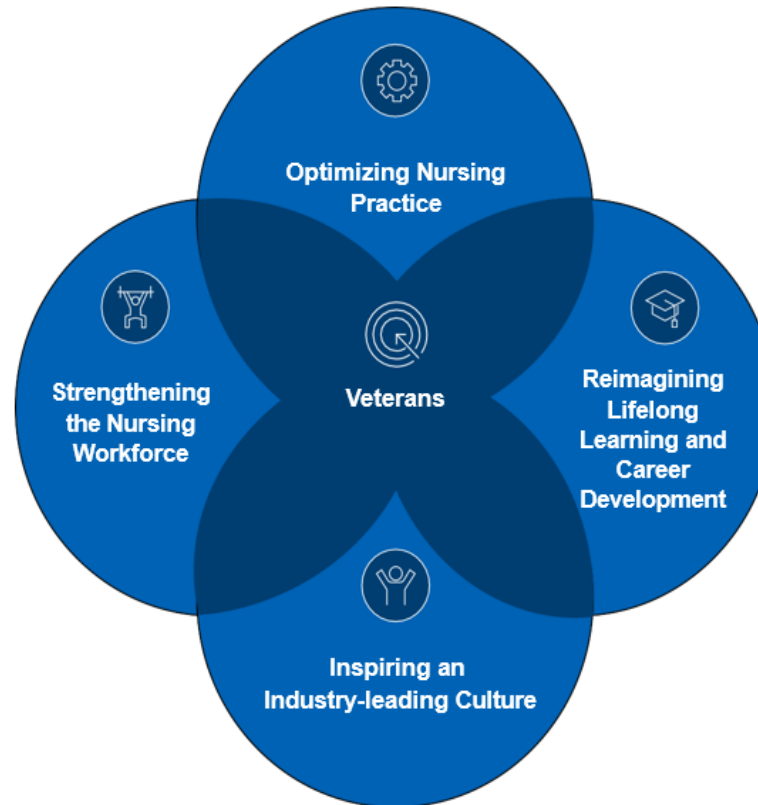 Optimizing Nursing
Practice
Strengthening
the Nursing
Workforce
Veterans
Reimagining
Lifelong
Learning and
Career
Development
Inspiring an
Industry-leading Culture